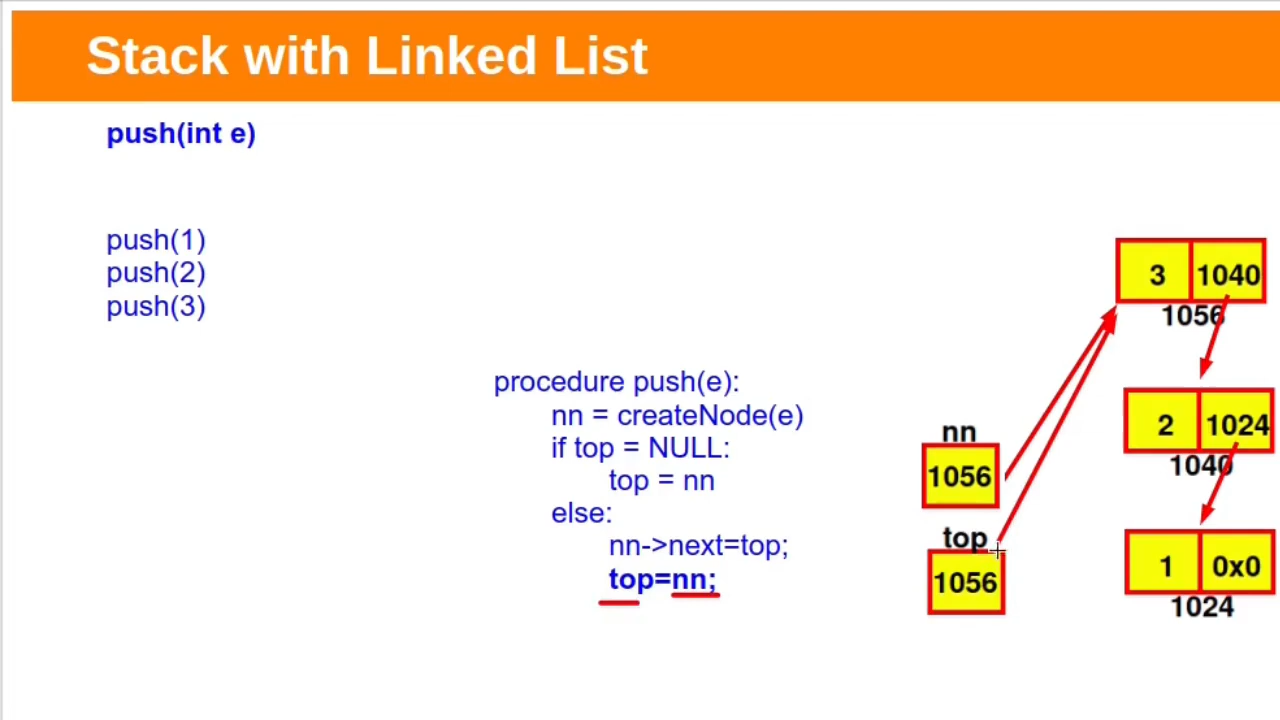 Stack with Linked List
push(int e)
push(1)
push(2)
push(3)
procedure push(e):
nn = createNode(e)
if top = NULL:
top = nn
else:
nn->next=top;
top=nn;
nn
1056
top
1056
3 1040
1056
2 1024
1040
1 0x0
1024